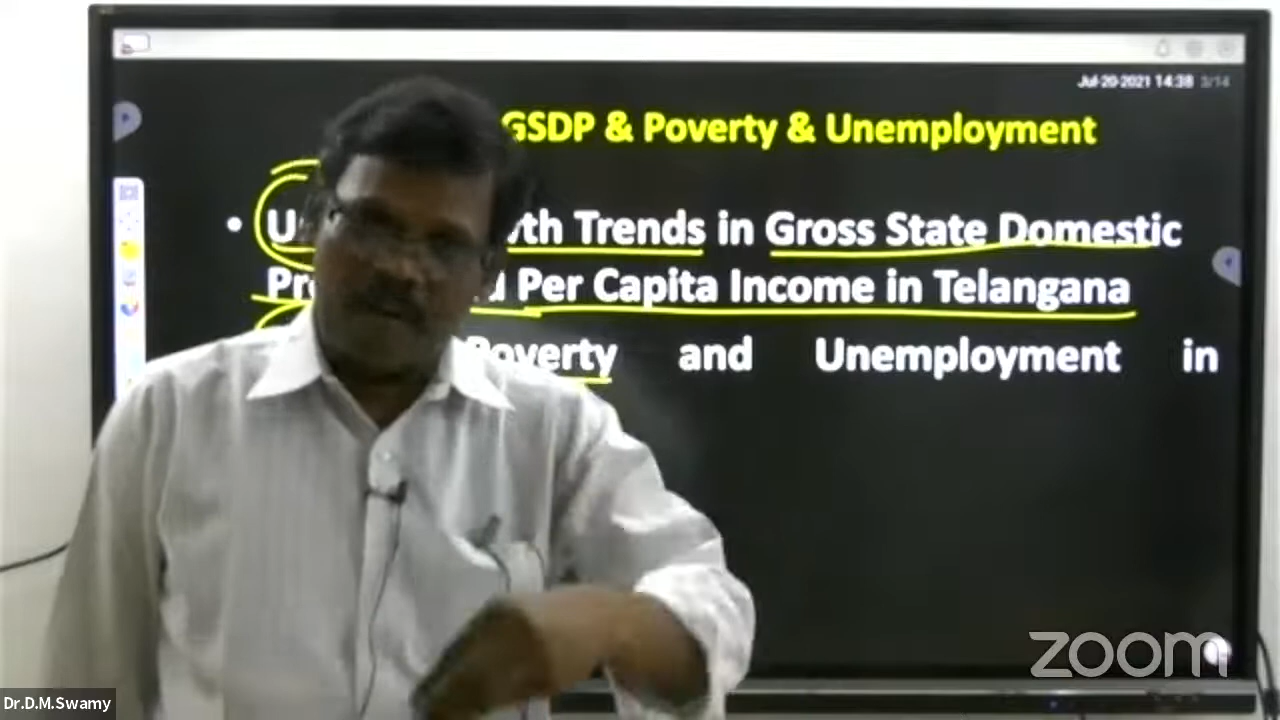 Jul-20-2021 14:38 3/14
GSDP & Poverty & Unemployment
• Trends in Gross State Domestic
Per Capita Income in Telangana
Poverty and Unemployment in
zoom
Dr.D.M.Swamy